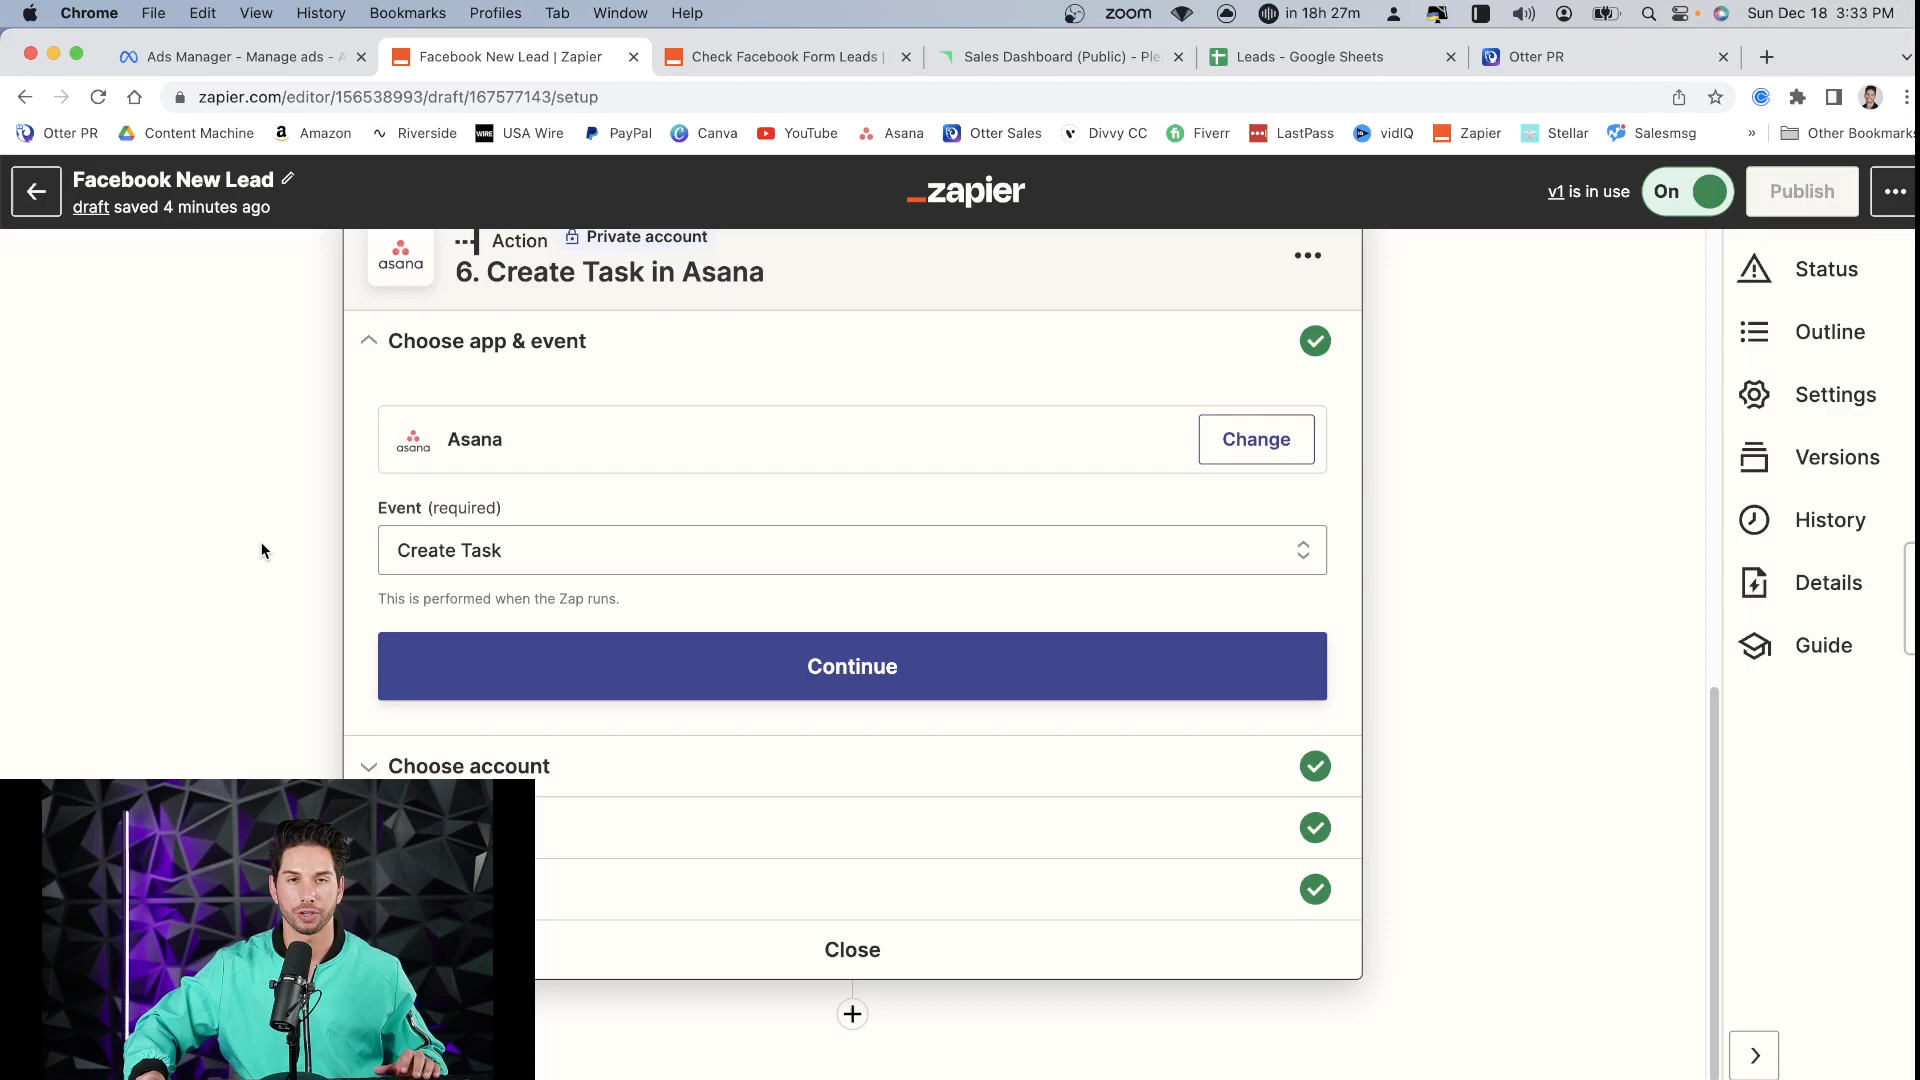 Chrome File Edit View History Bookmarks Profiles Tab Window Help zoom in 18h 27m Sun Dec 18 3:33 PM
Ads Manager - Manage ads - A Facebook New Lead | Zapier Check Facebook Form Leads | Sales Dashboard (Public) - Ple Leads - Google Sheets Otter PR
zapier.com/editor/156538993/draft/167577143/setup
Otter PR Content Machine Amazon Riverside USA Wire PayPal Canva YouTube Asana Otter Sales Divvy CC Fiverr LastPass vidIQ Zapier Stellar Salesmsg » Other Bookmarks
Facebook New Lead
draft saved 4 minutes ago
_zapier
v1 is in use
On
Publish
asana
Action
Private account
6. Create Task in Asana
Choose app & event
asana
Asana
Change
Event (required)
Create Task
This is performed when the Zap runs.
Continue
Choose account
Close
Status
Outline
Settings
Versions
History
Details
Guide